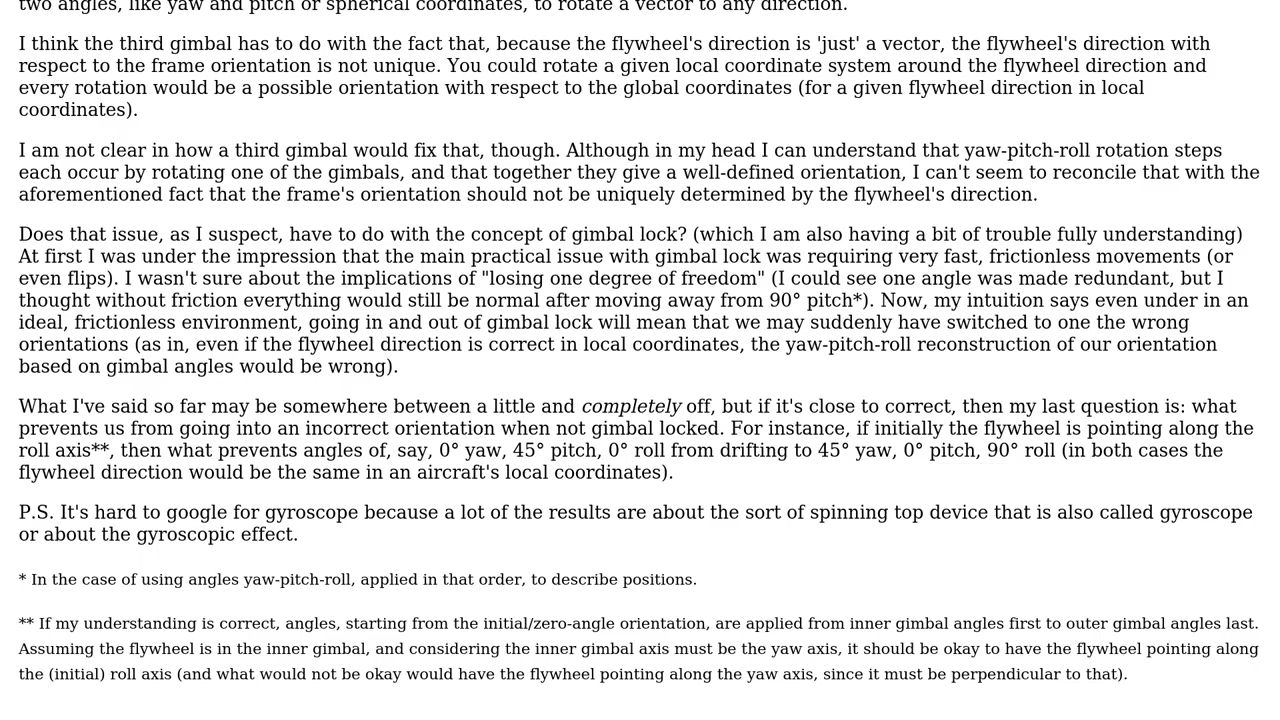 two angles, like yaw and pitch or spherical coordinates, to rotate a vector to any direction.
I think the third gimbal has to do with the fact that, because the flywheel's direction is 'just' a vector, the flywheel's direction with
respect to the frame orientation is not unique. You could rotate a given local coordinate system around the flywheel direction and
every rotation would be a possible orientation with respect to the global coordinates (for a given flywheel direction in local
coordinates).
I am not clear in how a third gimbal would fix that, though. Although in my head I can understand that yaw-pitch-roll rotation steps
each occur by rotating one of the gimbals, and that together they give a well-defined orientation, I can't seem to reconcile that with the
aforementioned fact that the frame's orientation should not be uniquely determined by the flywheel's direction.
Does that issue, as I suspect, have to do with the concept of gimbal lock? (which I am also having a bit of trouble fully understanding)
At first I was under the impression that the main practical issue with gimbal lock was requiring very fast, frictionless movements (or
even flips). I wasn't sure about the implications of "losing one degree of freedom" (I could see one angle was made redundant, but I
thought without friction everything would still be normal after moving away from 90° pitch*). Now, my intuition says even under in an
ideal, frictionless environment, going in and out of gimbal lock will mean that we may suddenly have switched to one the wrong
orientations (as in, even if the flywheel direction is correct in local coordinates, the yaw-pitch-roll reconstruction of our orientation
based on gimbal angles would be wrong).
What I've said so far may be somewhere between a little and completely off, but if it's close to correct, then my last question is: what
prevents us from going into an incorrect orientation when not gimbal locked. For instance, if initially the flywheel is pointing along the
roll axis**, then what prevents angles of, say, 0° yaw, 45° pitch, 0° roll from drifting to 45° yaw, 0° pitch, 90° roll (in both cases the
flywheel direction would be the same in an aircraft's local coordinates).
P.S. It's hard to google for gyroscope because a lot of the results are about the sort of spinning top device that is also called gyroscope
or about the gyroscopic effect.
* In the case of using angles yaw-pitch-roll, applied in that order, to describe positions.
** If my understanding is correct, angles, starting from the initial/zero-angle orientation, are applied from inner gimbal angles first to outer gimbal angles last.
Assuming the flywheel is in the inner gimbal, and considering the inner gimbal axis must be the yaw axis, it should be okay to have the flywheel pointing along
the (initial) roll axis (and what would not be okay would have the flywheel pointing along the yaw axis, since it must be perpendicular to that).